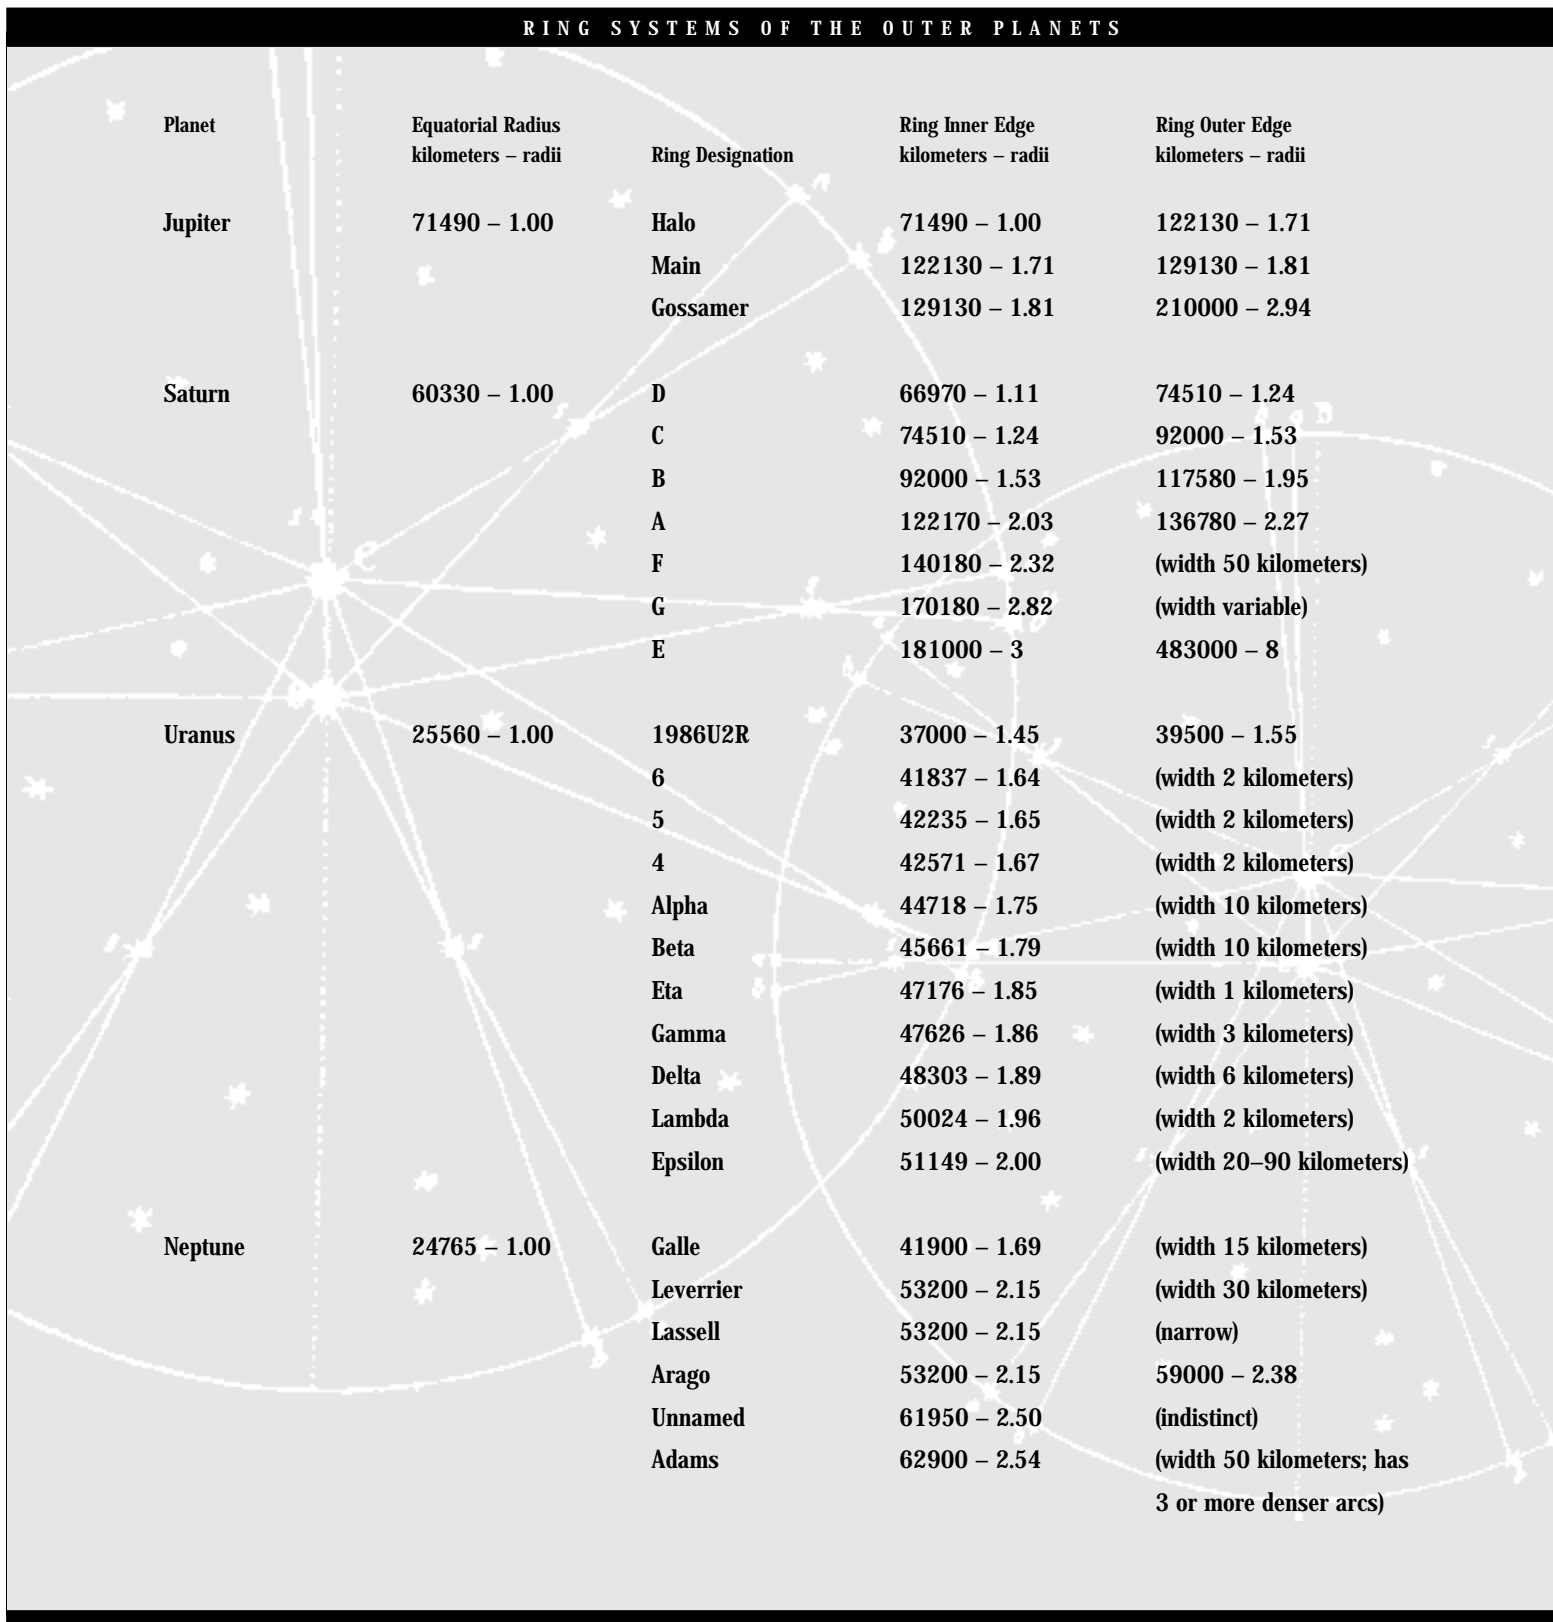 RING SYSTEMS OF THE OUTER PLANETS
Planet Equatorial Radius Ring Inner Edge Ring Outer Edge
kilometers – radii Ring Designation kilometers – radii kilometers – radii
Jupiter 71490 – 1.00 Halo 71490 – 1.00 122130 – 1.71
Main 122130 – 1.71 129130 – 1.81
Gossamer 129130 – 1.81 210000 – 2.94
Saturn 60330 – 1.00 D 66970 – 1.11 74510 – 1.24
C 74510 – 1.24 92000 – 1.53
B 92000 – 1.53 117580 – 1.95
A 122170 – 2.03 136780 – 2.27
F 140180 – 2.32 (width 50 kilometers)
G 170180 – 2.82 (width variable)
E 181000 – 3 483000 – 8
Uranus 25560 – 1.00 1986U2R 37000 – 1.45 39500 – 1.55
6 41837 – 1.64 (width 2 kilometers)
5 42235 – 1.65 (width 2 kilometers)
4 42571 – 1.67 (width 2 kilometers)
Alpha 44718 – 1.75 (width 10 kilometers)
Beta 45661 – 1.79 (width 10 kilometers)
Eta 47176 – 1.85 (width 1 kilometers)
Gamma 47626 – 1.86 (width 3 kilometers)
Delta 48303 – 1.89 (width 6 kilometers)
Lambda 50024 – 1.96 (width 2 kilometers)
Epsilon 51149 – 2.00 (width 20–90 kilometers)
Neptune 24765 – 1.00 Galle 41900 – 1.69 (width 15 kilometers)
Leverrier 53200 – 2.15 (width 30 kilometers)
Lassell 53200 – 2.15 (narrow)
Arago 53200 – 2.15 59000 – 2.38
Unnamed 61950 – 2.50 (indistinct)
Adams 62900 – 2.54 (width 50 kilometers; has
3 or more denser arcs)